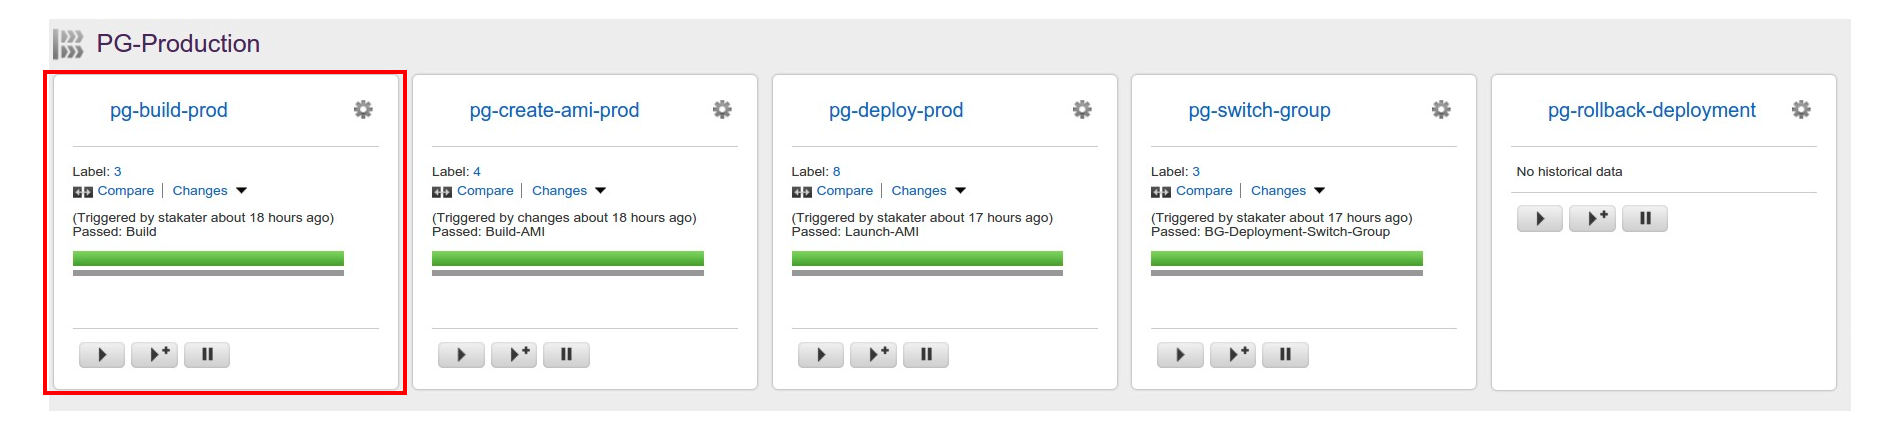 PG-Production
pg-build-prod
Label: 3
Compare | Changes
(Triggered by stakater about 18 hours ago)
Passed: Build
pg-create-ami-prod
Label: 4
Compare | Changes
(Triggered by changes about 18 hours ago)
Passed: Build-AMI
pg-deploy-prod
Label: 8
Compare | Changes
(Triggered by stakater about 17 hours ago)
Passed: Launch-AMI
pg-switch-group
Label: 3
Compare | Changes
(Triggered by stakater about 17 hours ago)
Passed: BG-Deployment-Switch-Group
pg-rollback-deployment
No historical data